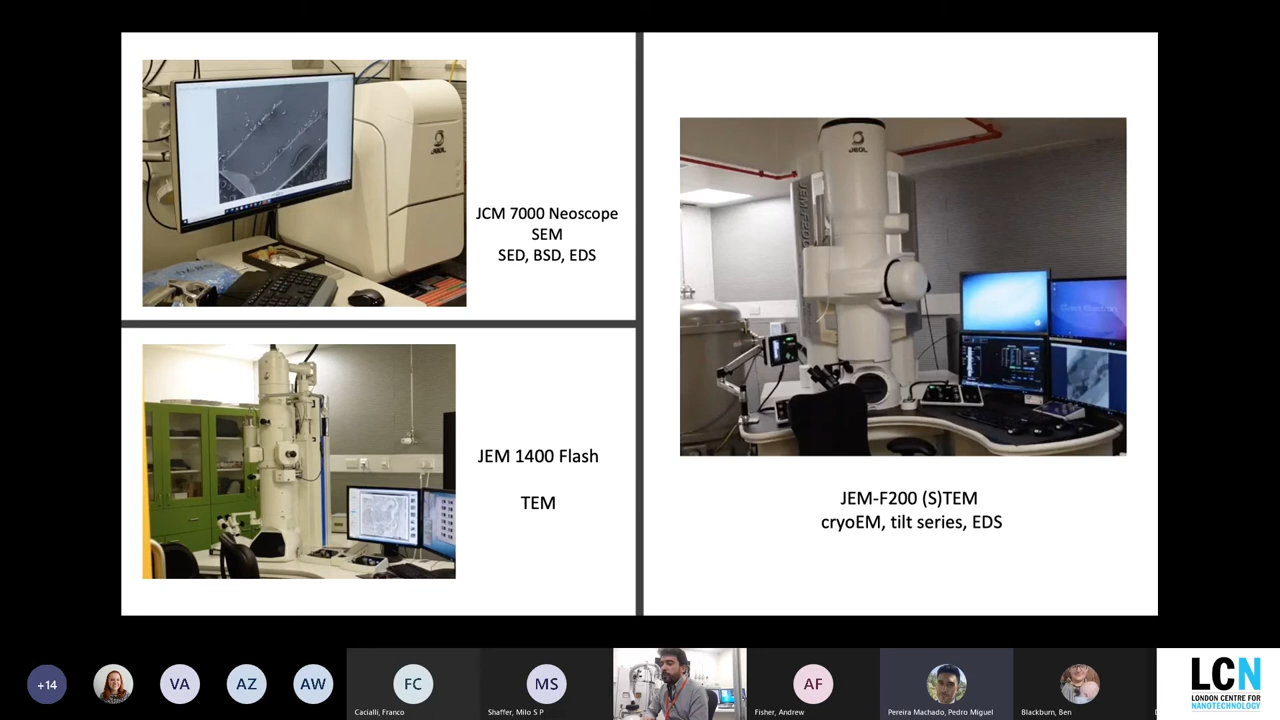 JEOL
JCM 7000 Neoscope
SEM
SED, BSD, EDS
JEM 1400 Flash
TEM
JEOL
JEM-F200 (S)TEM
cryoEM, tilt series, EDS
+14
VA
AZ
AW
FC
Cacialli, Franco
MS
Shaffer, Milo S P
AF
Fisher, Andrew
Pereira Machado, Pedro Miguel
Blackburn, Ben
LCN
LONDON CENTRE FOR
NANOTECHNOLOGY